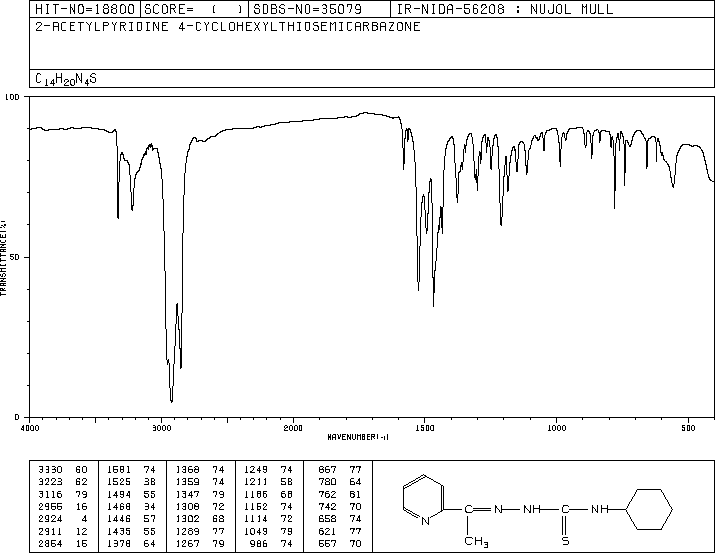 HIT-NO=18800 SCORE= ( ) SDBS-NO=35079 IR-NIDA-56208 : NUJOL MULL
2-ACETYLPYRIDINE 4-CYCLOHEXYLTHIOSEMICARBAZONE
C14H20N4S
100
50
0
TRANSMITTANCE(%)
4000 3000 2000 1500 1000 500
WAVENUMBER(-1)
3330 60 1581 74 1368 74 1249 74 867 77
3223 62 1525 38 1359 74 1211 58 780 64
3116 79 1494 55 1347 79 1186 68 762 81
2955 16 1468 34 1308 72 1152 74 742 70
2924 4 1446 57 1302 68 1114 72 658 74
2911 12 1435 55 1289 77 1049 79 621 77
2854 15 1378 64 1267 79 986 74 557 70
N C N NH C NH
CH3 S